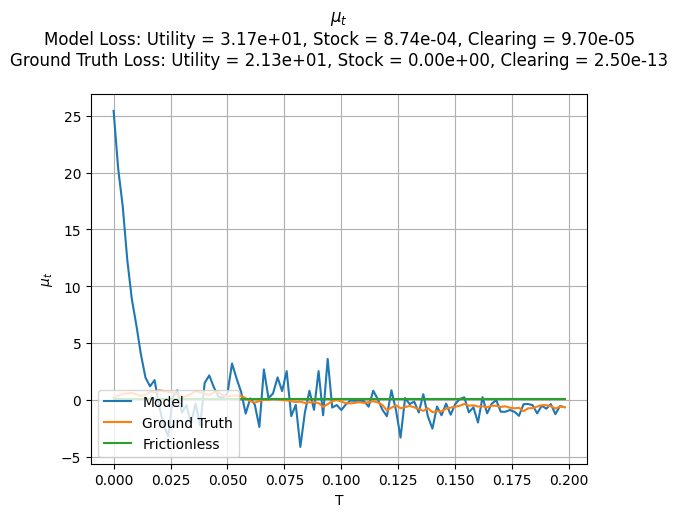 μₜ
Model Loss: Utility = 3.17e+01, Stock = 8.74e-04, Clearing = 9.70e-05
Ground Truth Loss: Utility = 2.13e+01, Stock = 0.00e+00, Clearing = 2.50e-13
25
20
15
10
5
0
−5
μₜ
Model
Ground Truth
Frictionless
0.000 0.025 0.050 0.075 0.100 0.125 0.150 0.175 0.200
T